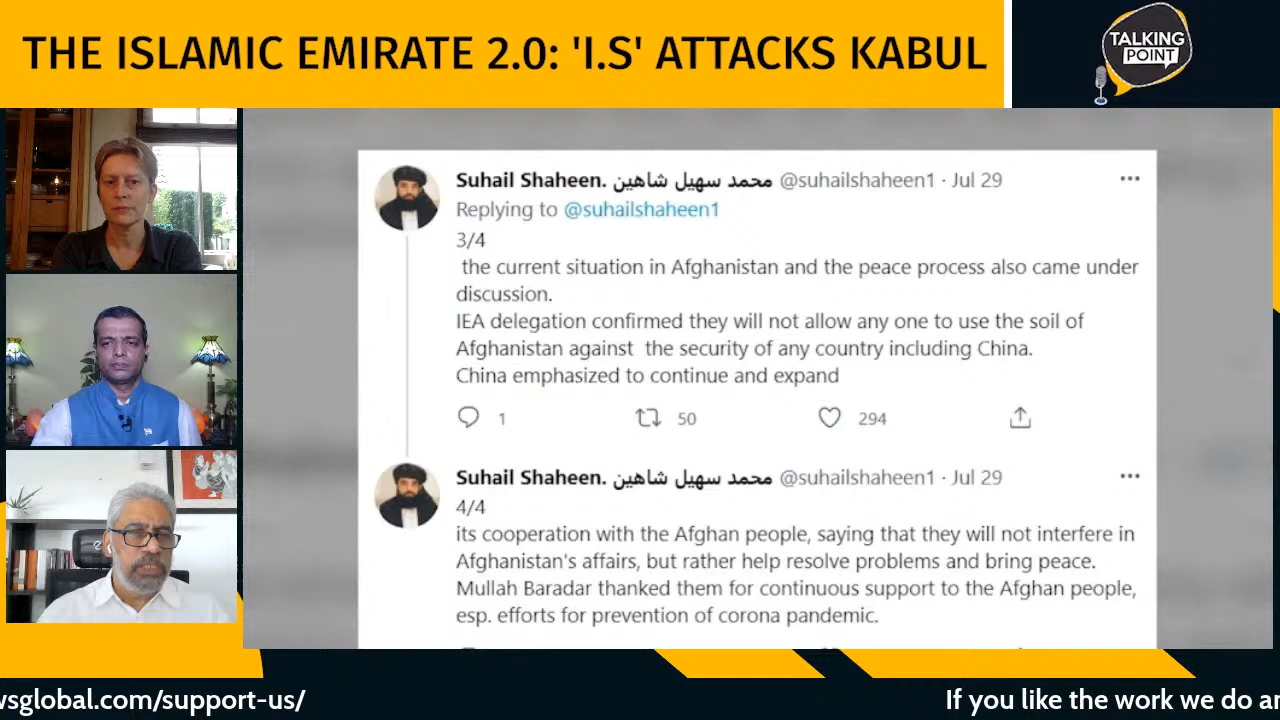 THE ISLAMIC EMIRATE 2.0: 'I.S' ATTACKS KABUL
TALKING
POINT
Suhail Shaheen. محمد سهیل شاهین @suhailshaheen1 · Jul 29
Replying to @suhailshaheen1
3/4
the current situation in Afghanistan and the peace process also came under
discussion.
IEA delegation confirmed they will not allow any one to use the soil of
Afghanistan against the security of any country including China.
China emphasized to continue and expand
1 50 294
Suhail Shaheen. محمد سهیل شاهین @suhailshaheen1 · Jul 29
4/4
its cooperation with the Afghan people, saying that they will not interfere in
Afghanistan's affairs, but rather help resolve problems and bring peace.
Mullah Baradar thanked them for continuous support to the Afghan people,
esp. efforts for prevention of corona pandemic.
wsglobal.com/support-us/ If you like the work we do an